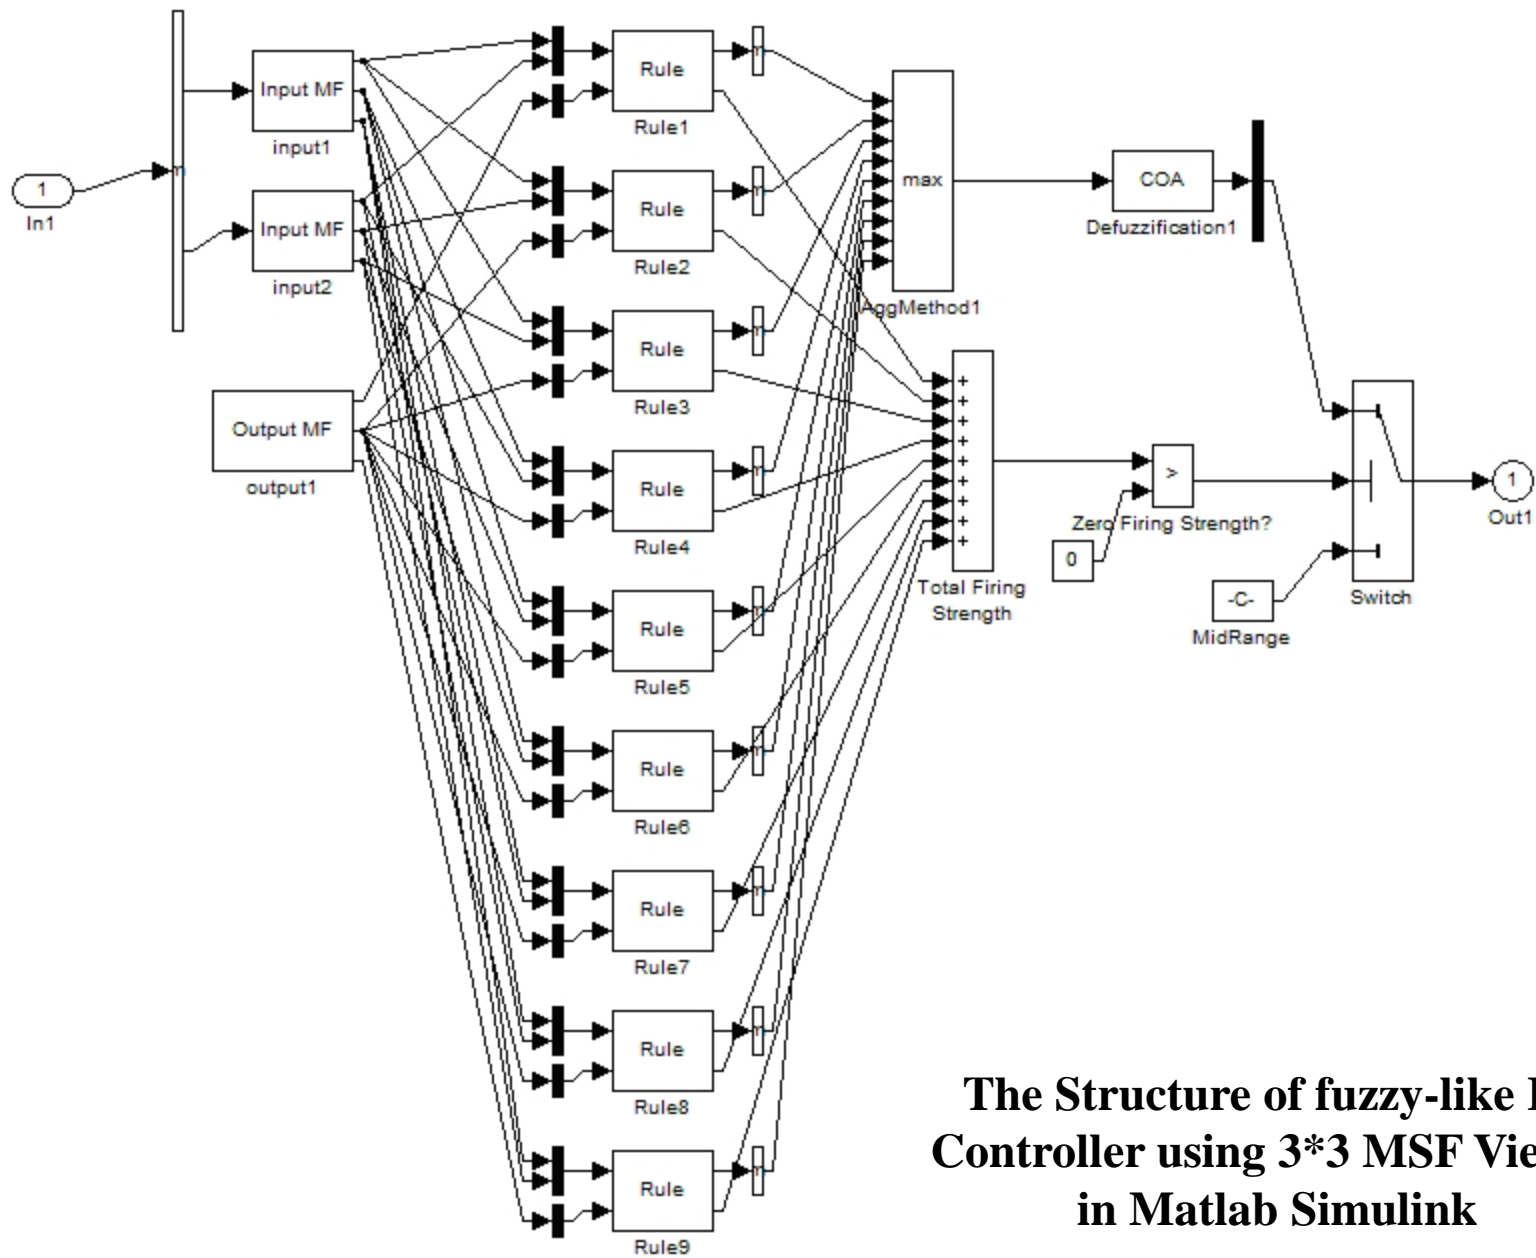 1
In1
Input MF
input1
Input MF
input2
Output MF
output1
Rule
Rule1
Rule
Rule2
Rule
Rule3
Rule
Rule4
Rule
Rule5
Rule
Rule6
Rule
Rule7
Rule
Rule8
Rule
Rule9
max
AggMethod1
COA
Defuzzification1
+
+
+
+
+
+
+
+
+
Total Firing
Strength
>
Zero Firing Strength?
0
-C-
MidRange
Switch
1
Out1
The Structure of fuzzy-like
Controller using 3*3 MSF
in Matlab Simulink